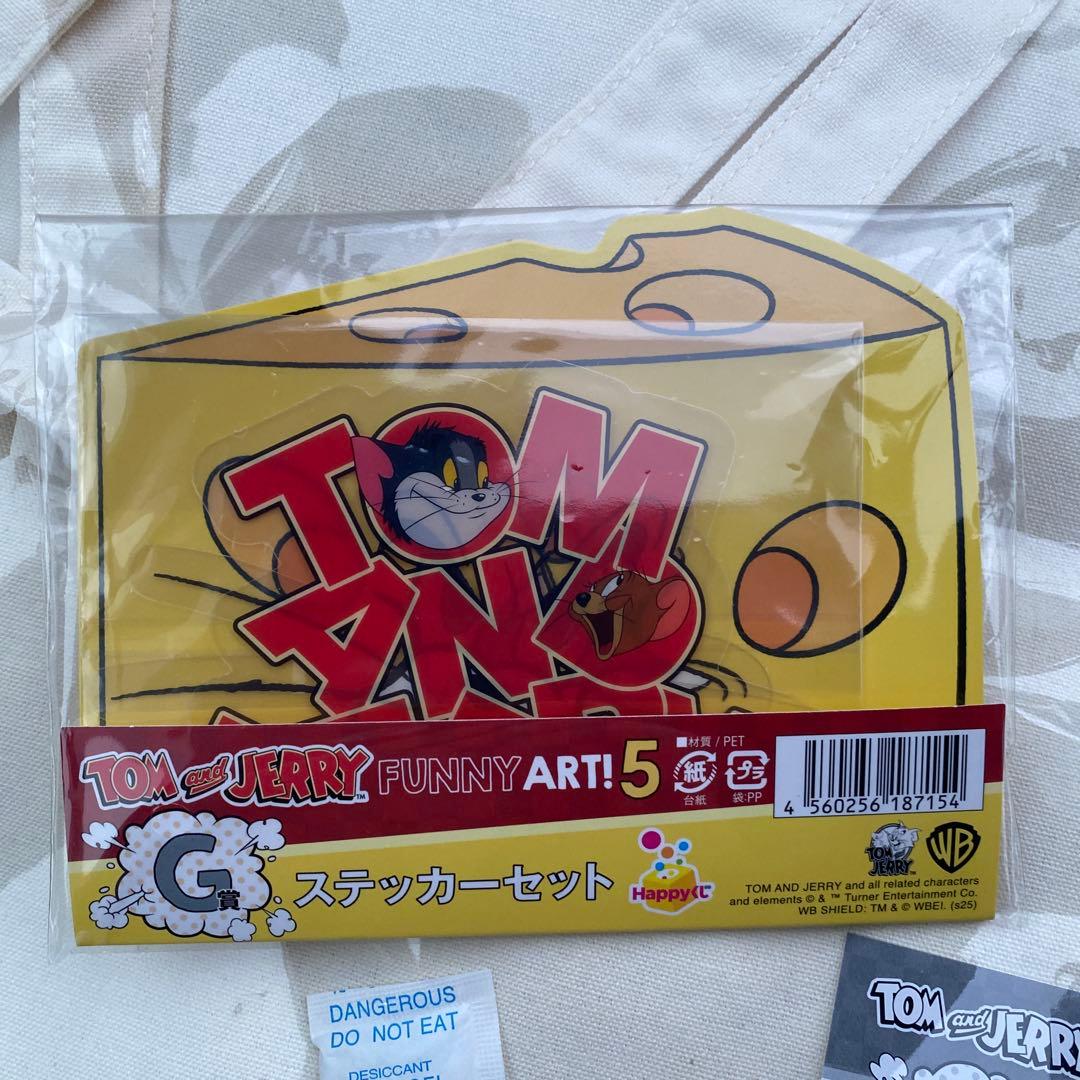 TOM
AND
TOM and JERRY™ FUNNY ART! 5
■材質 / PET
紙
台紙
プラ
袋:PP
4 560256 187154
G賞
ステッカーセット
Happyくじ
TOM and JERRY
WB
TOM AND JERRY and all related characters
and elements © & ™ Turner Entertainment Co.
WB SHIELD: TM & © WBEI. (s25)
DANGEROUS
DO NOT EAT
DESICCANT
TOM and JERRY